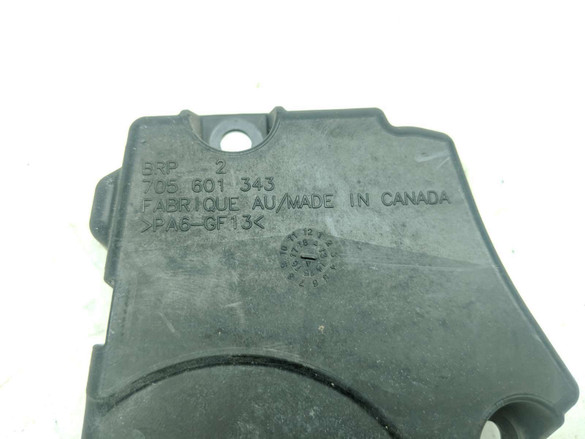 BRP - 2
705 601 343
FABRIQUE AU/MADE IN CANADA
>PA6-GF13<